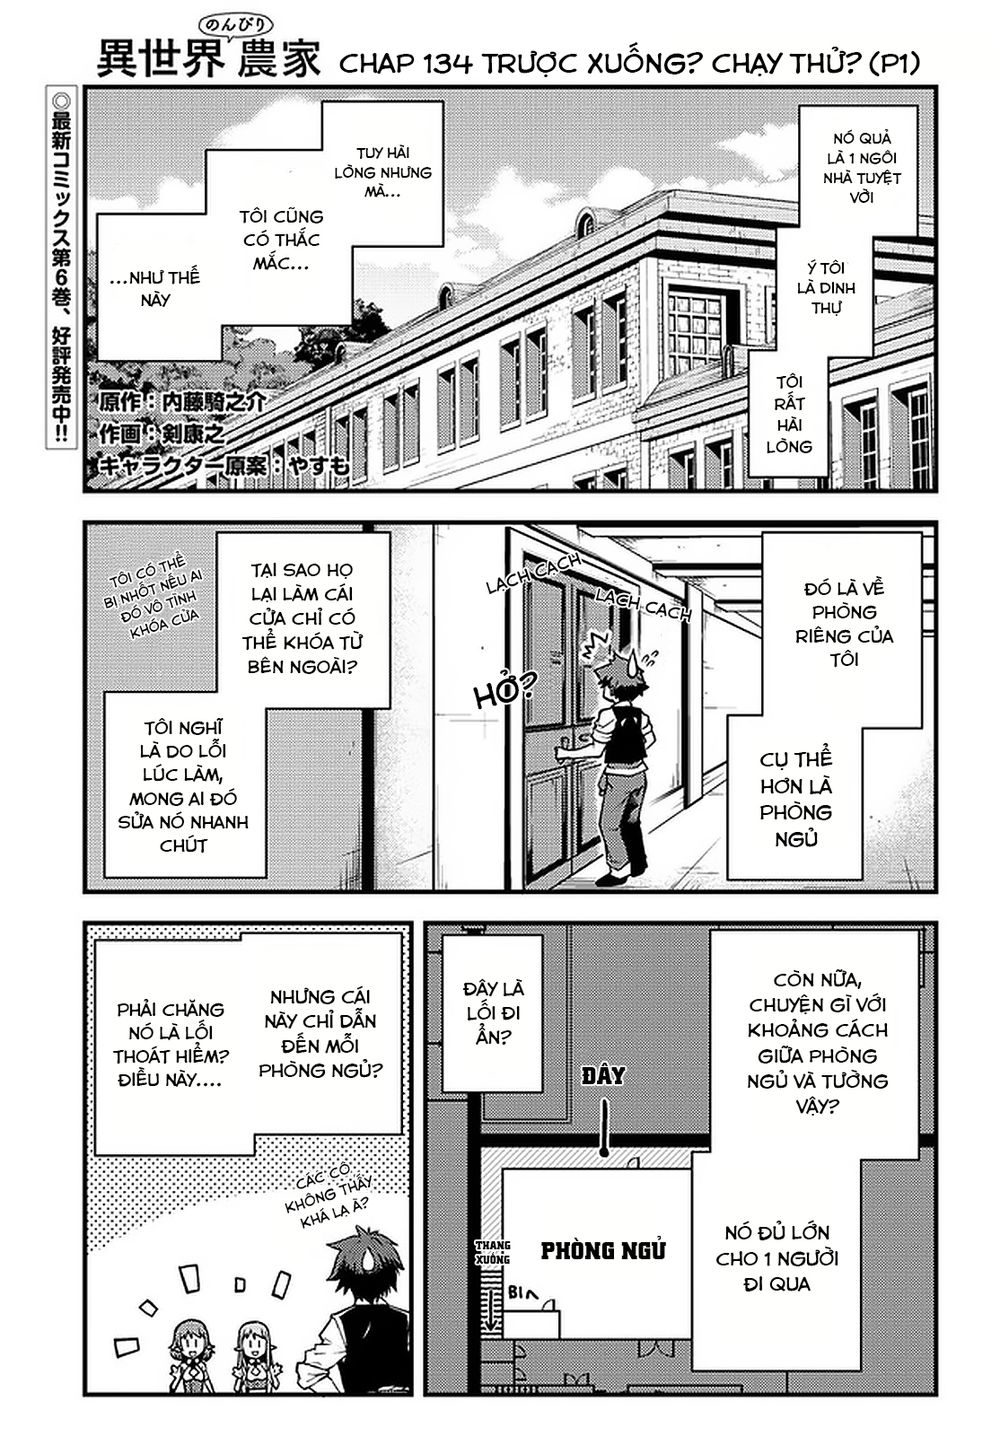 異世界のんびり農家 CHAP 134 TRƯỢC XUỐNG? CHẠY THỬ? (P1)
◎最新コミックス第6巻、好評発売中!!
NÓ QUẢ
LÀ 1 NGÔI
NHÀ TUYỆT
VỜI
Ý TÔI
LÀ DINH
THỰ
TÔI
RẤT
HÀI
LÒNG
TUY HÀI
LÒNG NHƯNG
MÀ...
TÔI CŨNG
CÓ THẮC
MẮC...
...NHƯ THẾ
NÀY
原作：内藤騎之介
作画：剣康之
キャラクター原案：やすも
ĐÓ LÀ VỀ
PHÒNG
RIÊNG CỦA
TÔI
CỤ THỂ
HƠN LÀ
PHÒNG
NGỦ
LẠCH CẠCH
LẠCH CẠCH
HỞ?
TẠI SAO HỌ
LẠI LÀM CÁI
CỬA CHỈ CÓ
THỂ KHÓA TỪ
BÊN NGOÀI?
TÔI CÓ THỂ
BỊ NHỐT NẾU AI
ĐÓ VÔ TÌNH
KHÓA CỬA
TÔI NGHĨ
LÀ DO LỖI
LÚC LÀM,
MONG AI ĐÓ
SỬA NÓ NHANH
CHÚT
CÒN NỮA,
CHUYỆN GÌ VỚI
KHOẢNG CÁCH
GIỮA PHÒNG
NGỦ VÀ TƯỜNG
VẬY?
NÓ ĐỦ LỚN
CHO 1 NGƯỜI
ĐI QUA
ĐÂY LÀ
LỐI ĐI
ẨN?
ĐÂY
PHÒNG NGỦ
THANG
XUỐNG
B1へ
NHƯNG CÁI
NÀY CHỈ DẪN
ĐẾN MỖI
PHÒNG NGỦ?
PHẢI CHĂNG
NÓ LÀ LỐI
THOÁT HIỂM?
ĐIỀU NÀY....
CÁC CÔ
KHÔNG THẤY
KHÁ LẠ À?